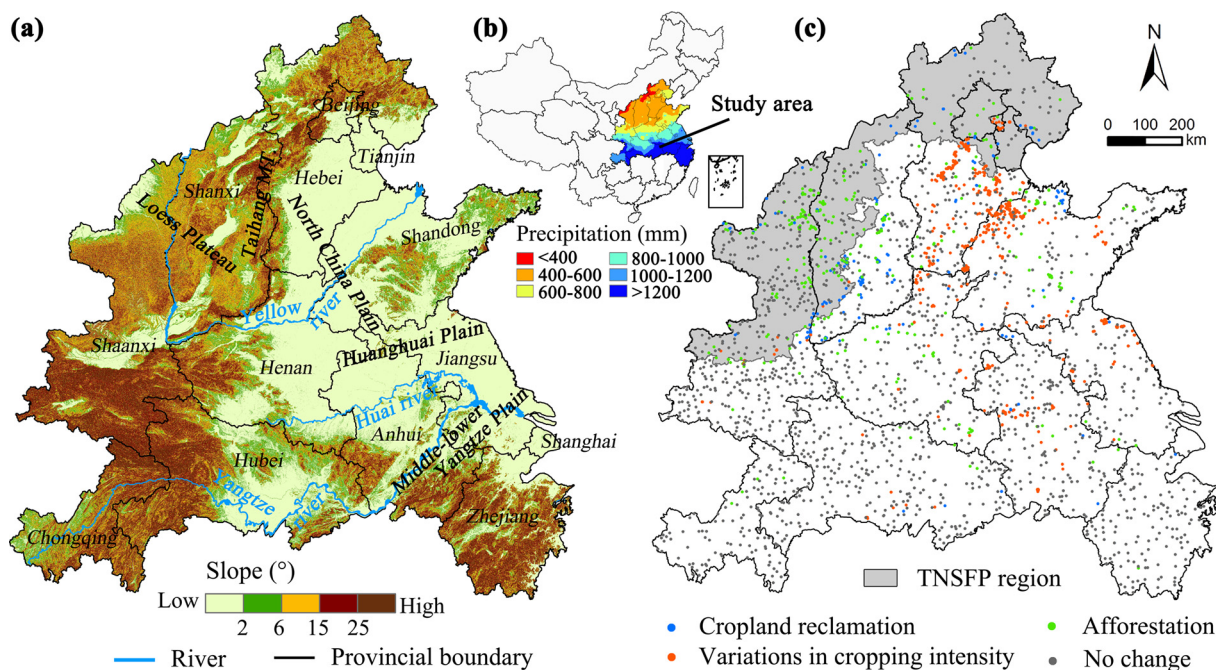 (a)
Beijing
Tianjin
Hebei
Shanxi
Taihang MT.
Loess Plateau
North China Plain
Shandong
Yellow
river
Shaanxi
Henan
Huanghuai Plain
Jiangsu
Huai river
Anhui
Middle-lower
Yangtze Plain
Shanghai
Hubei
Yangtze
river
Chongqing
Zhejiang
Slope (°)
Low
High
2 6 15 25
River
Provincial boundary
(b)
Study area
Precipitation (mm)
<400
400-600
600-800
800-1000
1000-1200
>1200
(c)
N
0 100 200
km
TNSFP region
Cropland reclamation
Afforestation
Variations in cropping intensity
No change